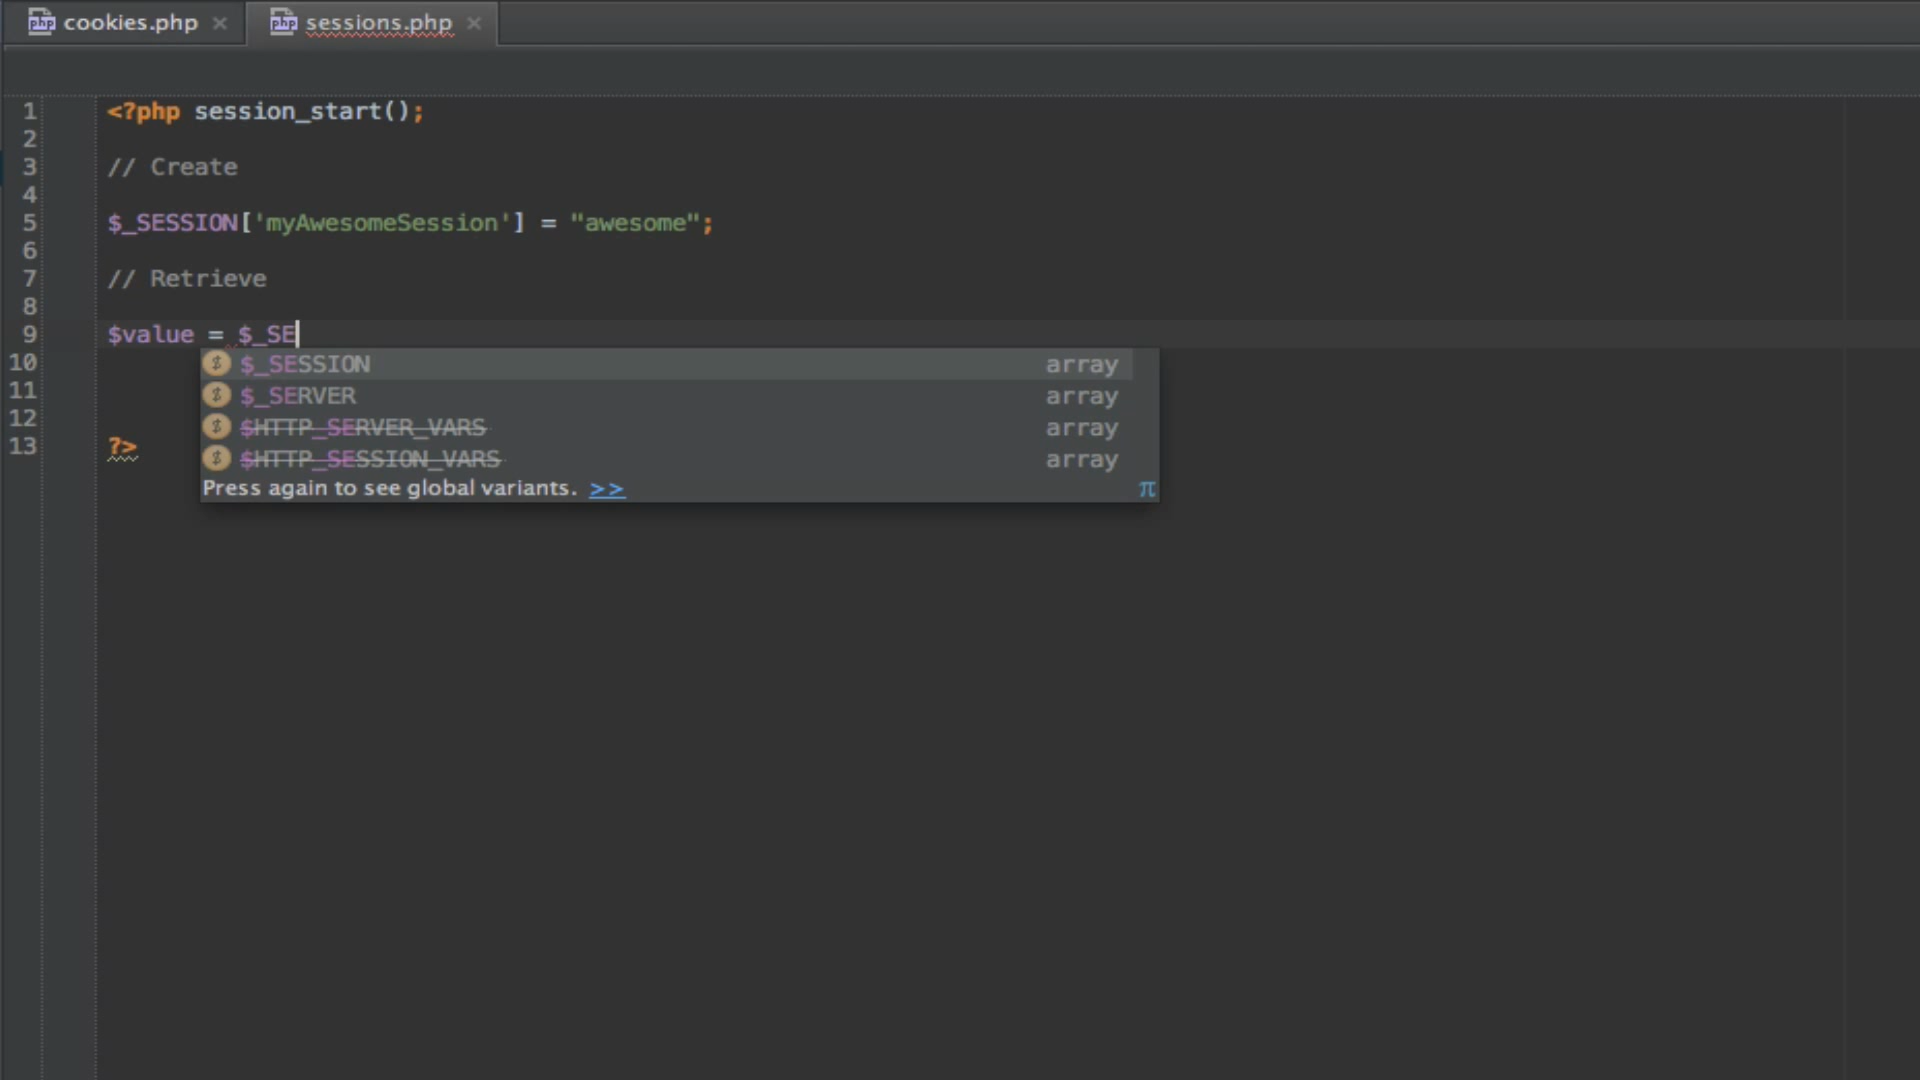 cookies.php × sessions.php ×
1 <?php session_start();
2
3 // Create
4
5 $_SESSION['myAwesomeSession'] = "awesome";
6
7 // Retrieve
8
9 $value = $_SE
10 $_SESSION array
11 $_SERVER array
12 $HTTP_SERVER_VARS array
13 ?> $HTTP_SESSION_VARS array
Press again to see global variants. >> π